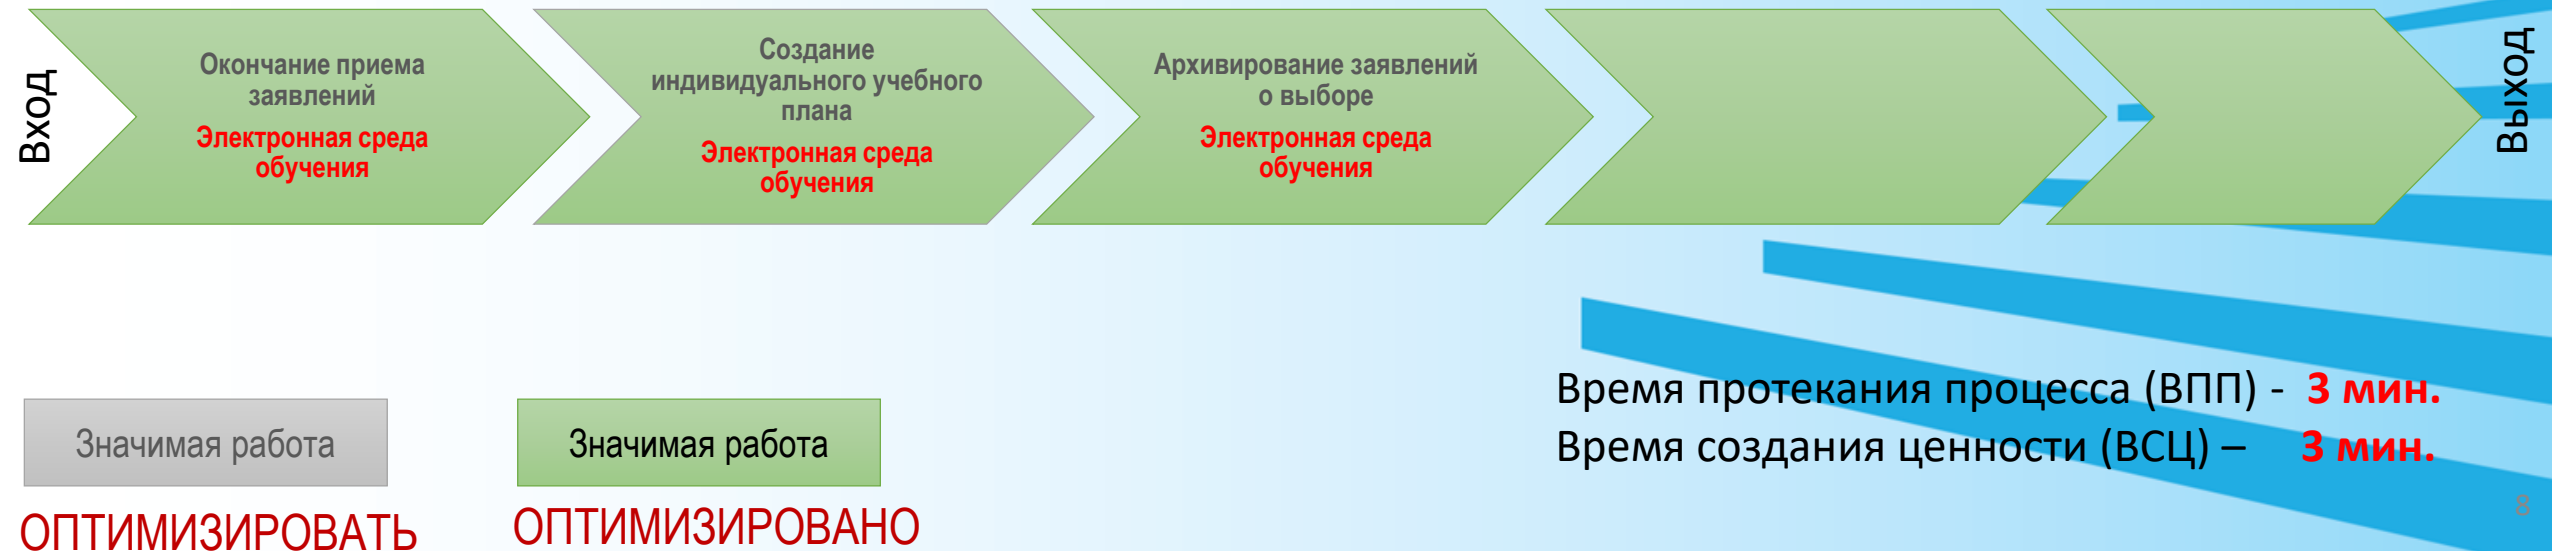 Вход
Окончание приема
заявлений
Электронная среда
обучения
Создание
индивидуального учебного
плана
Электронная среда
обучения
Архивирование заявлений
о выборе
Электронная среда
обучения
Выход
Значимая работа
ОПТИМИЗИРОВАТЬ
Значимая работа
ОПТИМИЗИРОВАНО
Время протекания процесса (ВПП) - 3 мин.
Время создания ценности (ВСЦ) – 3 мин.
8